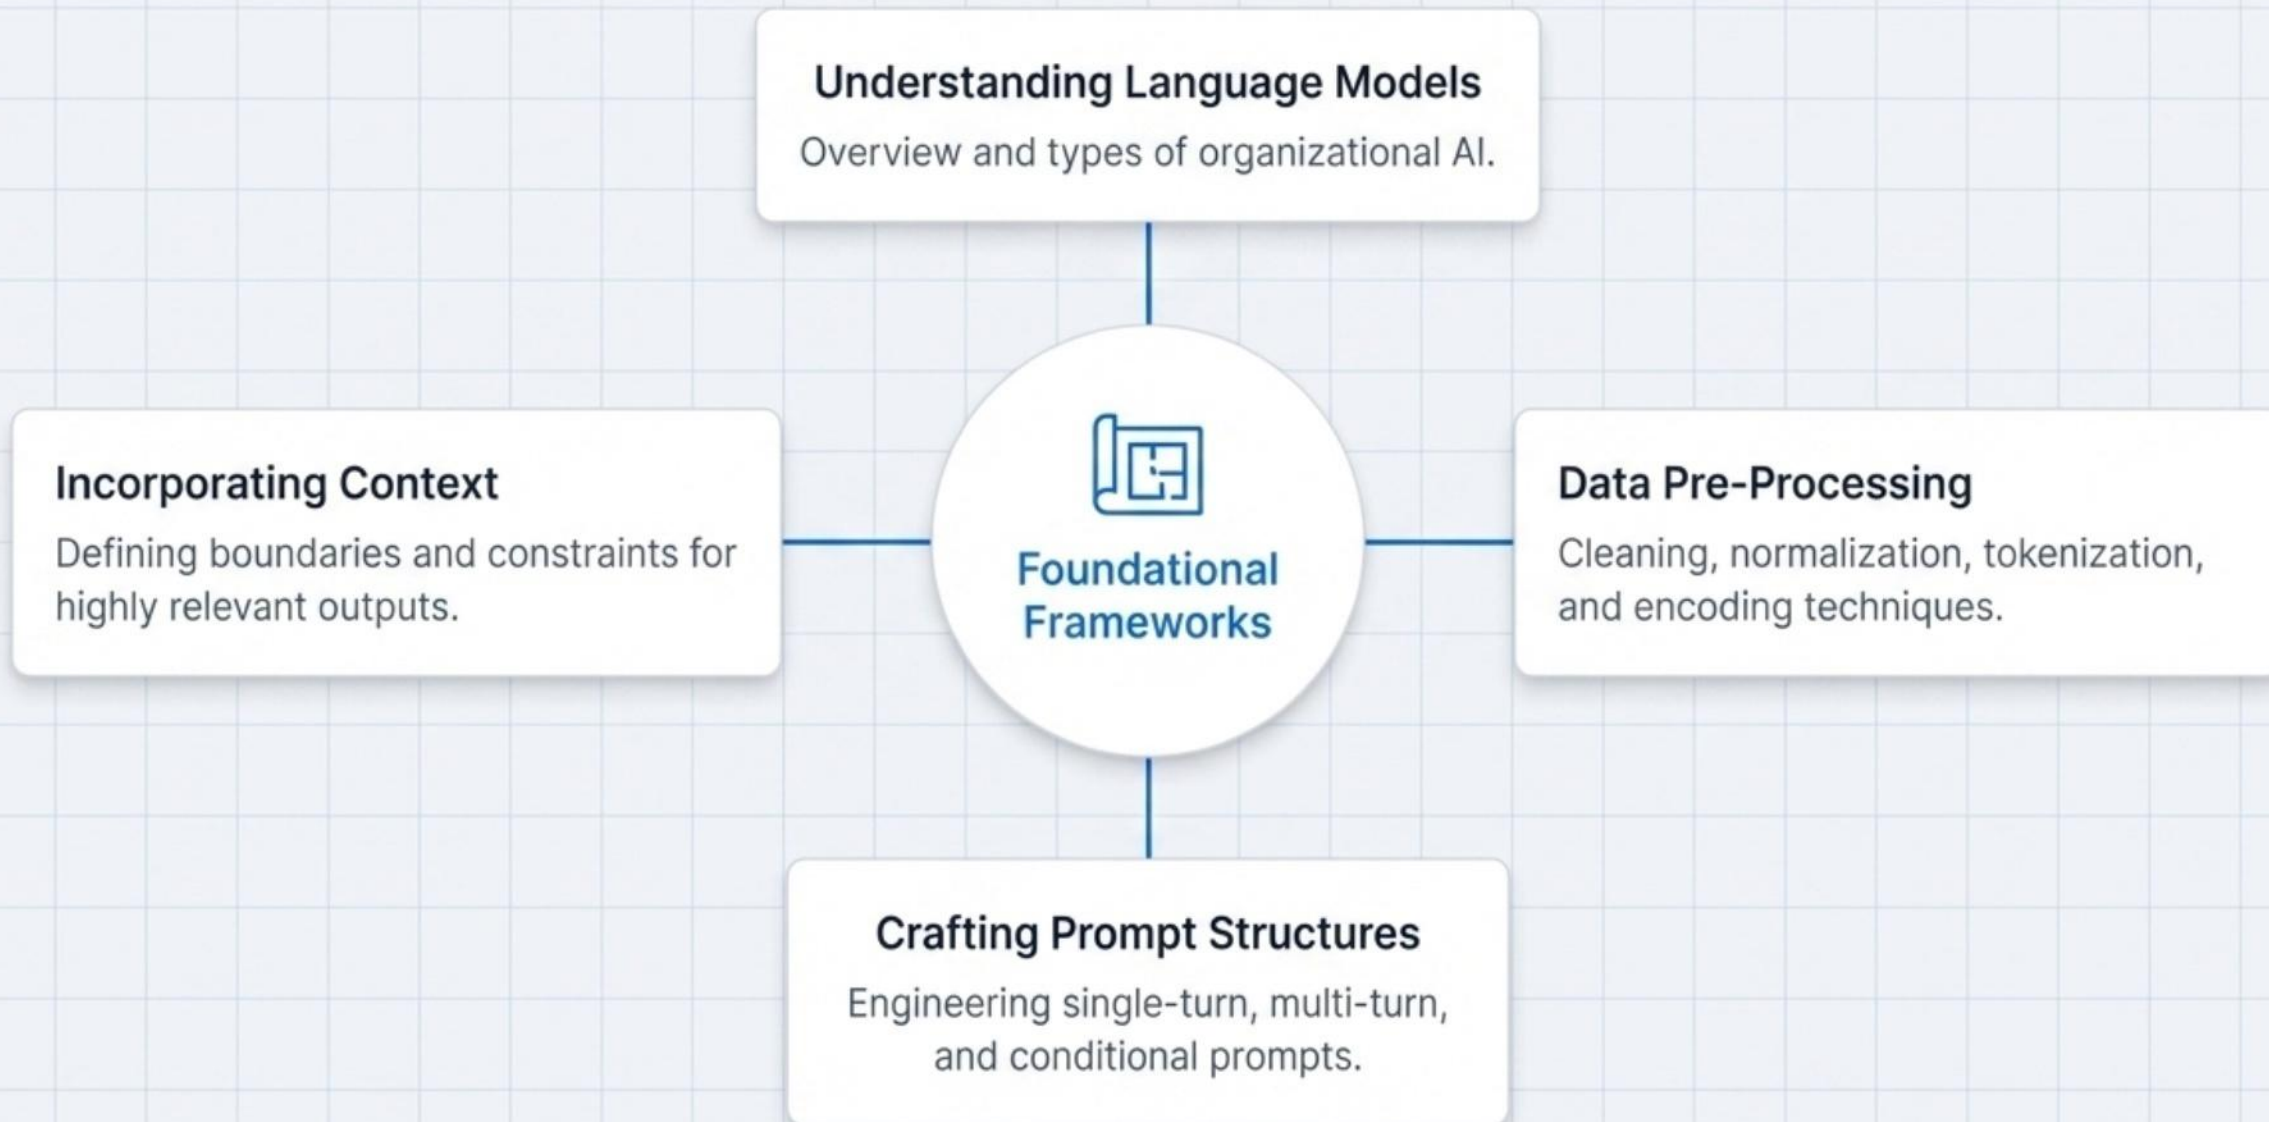 Understanding Language Models
Overview and types of organizational AI.
Incorporating Context
Defining boundaries and constraints for
highly relevant outputs.
Foundational
Frameworks
Data Pre-Processing
Cleaning, normalization, tokenization,
and encoding techniques.
Crafting Prompt Structures
Engineering single-turn, multi-turn,
and conditional prompts.